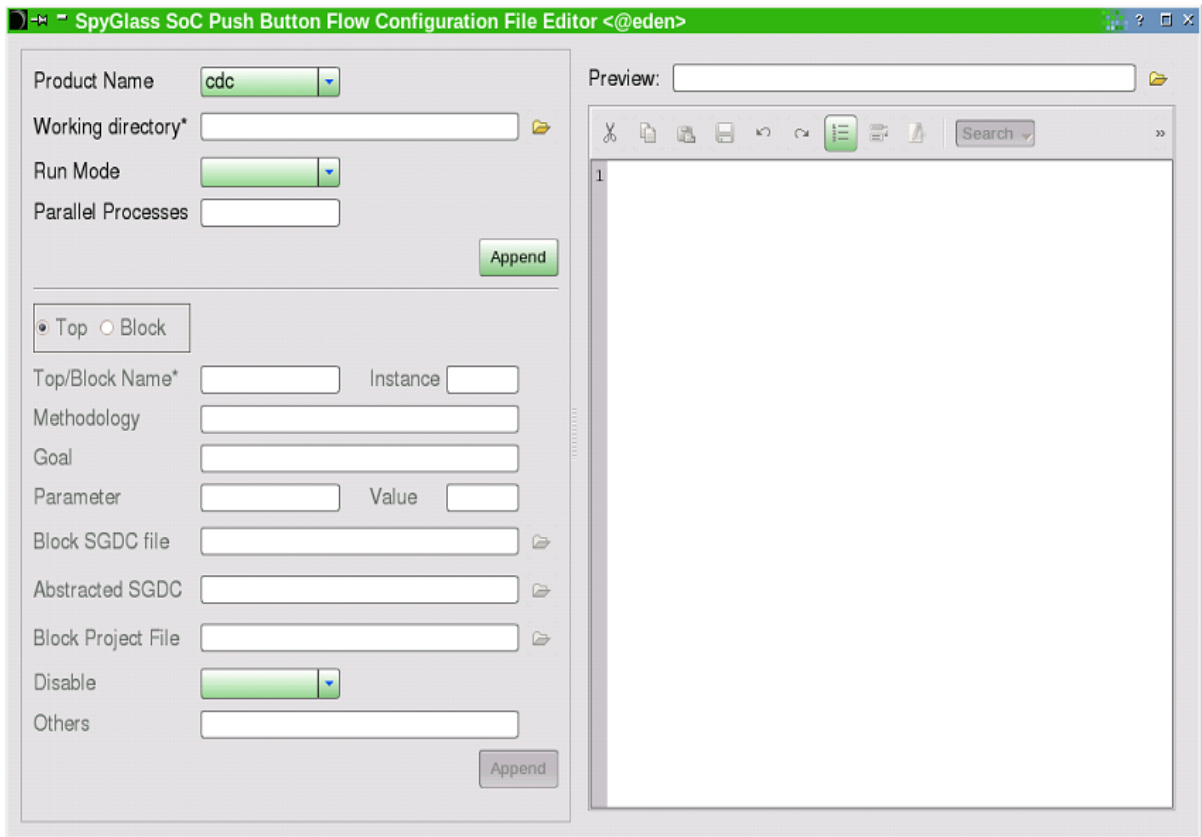 SpyGlass SoC Push Button Flow Configuration File Editor <@eden>
?
Product Name
cdc
Working directory*
Run Mode
Parallel Processes
Append
Top
Block
Top/Block Name*
Instance
Methodology
Goal
Parameter
Value
Block SGDC file
Abstracted SGDC
Block Project File
Disable
Others
Append
Preview:
Search
»
1